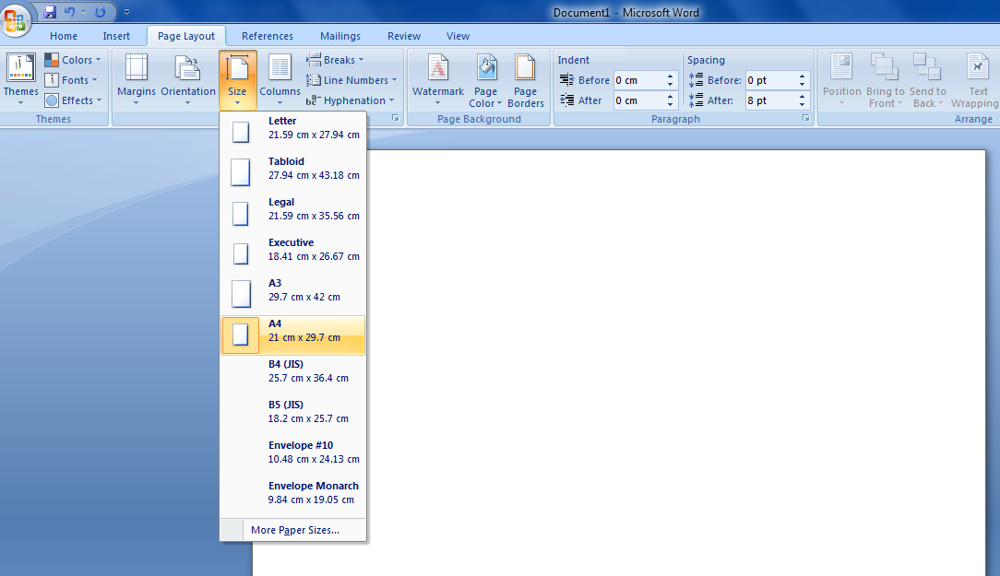 Document1 - Microsoft Word
Home Insert Page Layout References Mailings Review View
Themes
Colors
Fonts
Effects
Themes
Margins
Orientation
Size
Columns
Breaks
Line Numbers
Hyphenation
Watermark
Page Color
Page Borders
Page Background
Indent
Before 0 cm
After 0 cm
Spacing
Before: 0 pt
After: 8 pt
Paragraph
Position
Bring to Front
Send to Back
Text Wrapping
Arrange
Letter
21.59 cm x 27.94 cm
Tabloid
27.94 cm x 43.18 cm
Legal
21.59 cm x 35.56 cm
Executive
18.41 cm x 26.67 cm
A3
29.7 cm x 42 cm
A4
21 cm x 29.7 cm
B4 (JIS)
25.7 cm x 36.4 cm
B5 (JIS)
18.2 cm x 25.7 cm
Envelope #10
10.48 cm x 24.13 cm
Envelope Monarch
9.84 cm x 19.05 cm
More Paper Sizes...